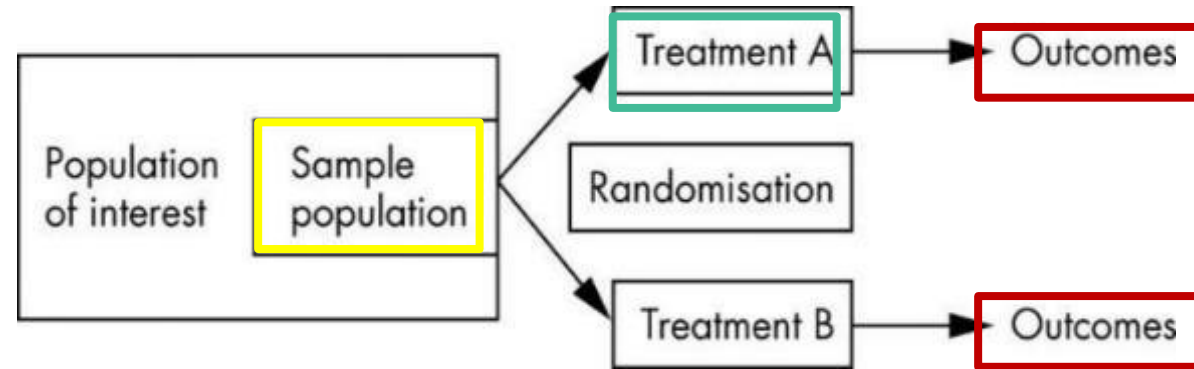 Treatment A
Outcomes
Population
of interest
Sample
population
Randomisation
Treatment B
Outcomes